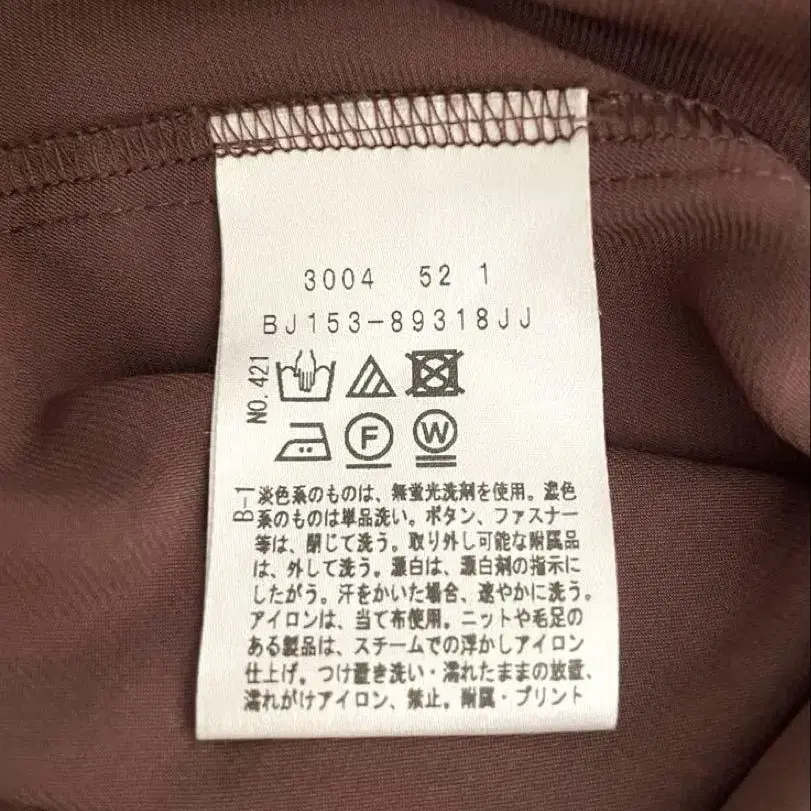 3004 52 1
BJ153-89318JJ
NO.421
F W
B-1
淡色系のものは、無蛍光洗剤を使用。濃色
系のものは単品洗い。ボタン、ファスナー
等は、閉じて洗う。取り外し可能な附属品
は、外して洗う。漂白は、漂白剤の指示に
したがう。汗をかいた場合、速やかに洗う。
アイロンは、当て布使用。ニットや毛足の
ある製品は、スチームでの浮かしアイロン
仕上げ。つけ置き洗い・濡れたままの放置、
濡れがけアイロン、禁止。附属・プリント